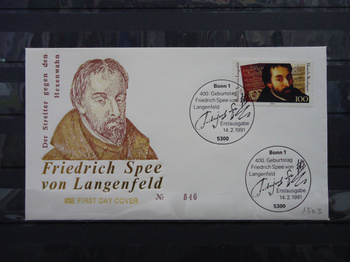 Der Streiter gegen den
Hexenwahn
Friedrich Spee
von Langenfeld
FIRST DAY COVER
№ 846
100
Bonn 1
400. Geburtstag
Friedrich Spee von
Langenfeld
Erstausgabe
14.2.1991
5300
Bonn 1
400. Geburtstag
Friedrich Spee von
Langenfeld
Erstausgabe
14.2.1991
5300